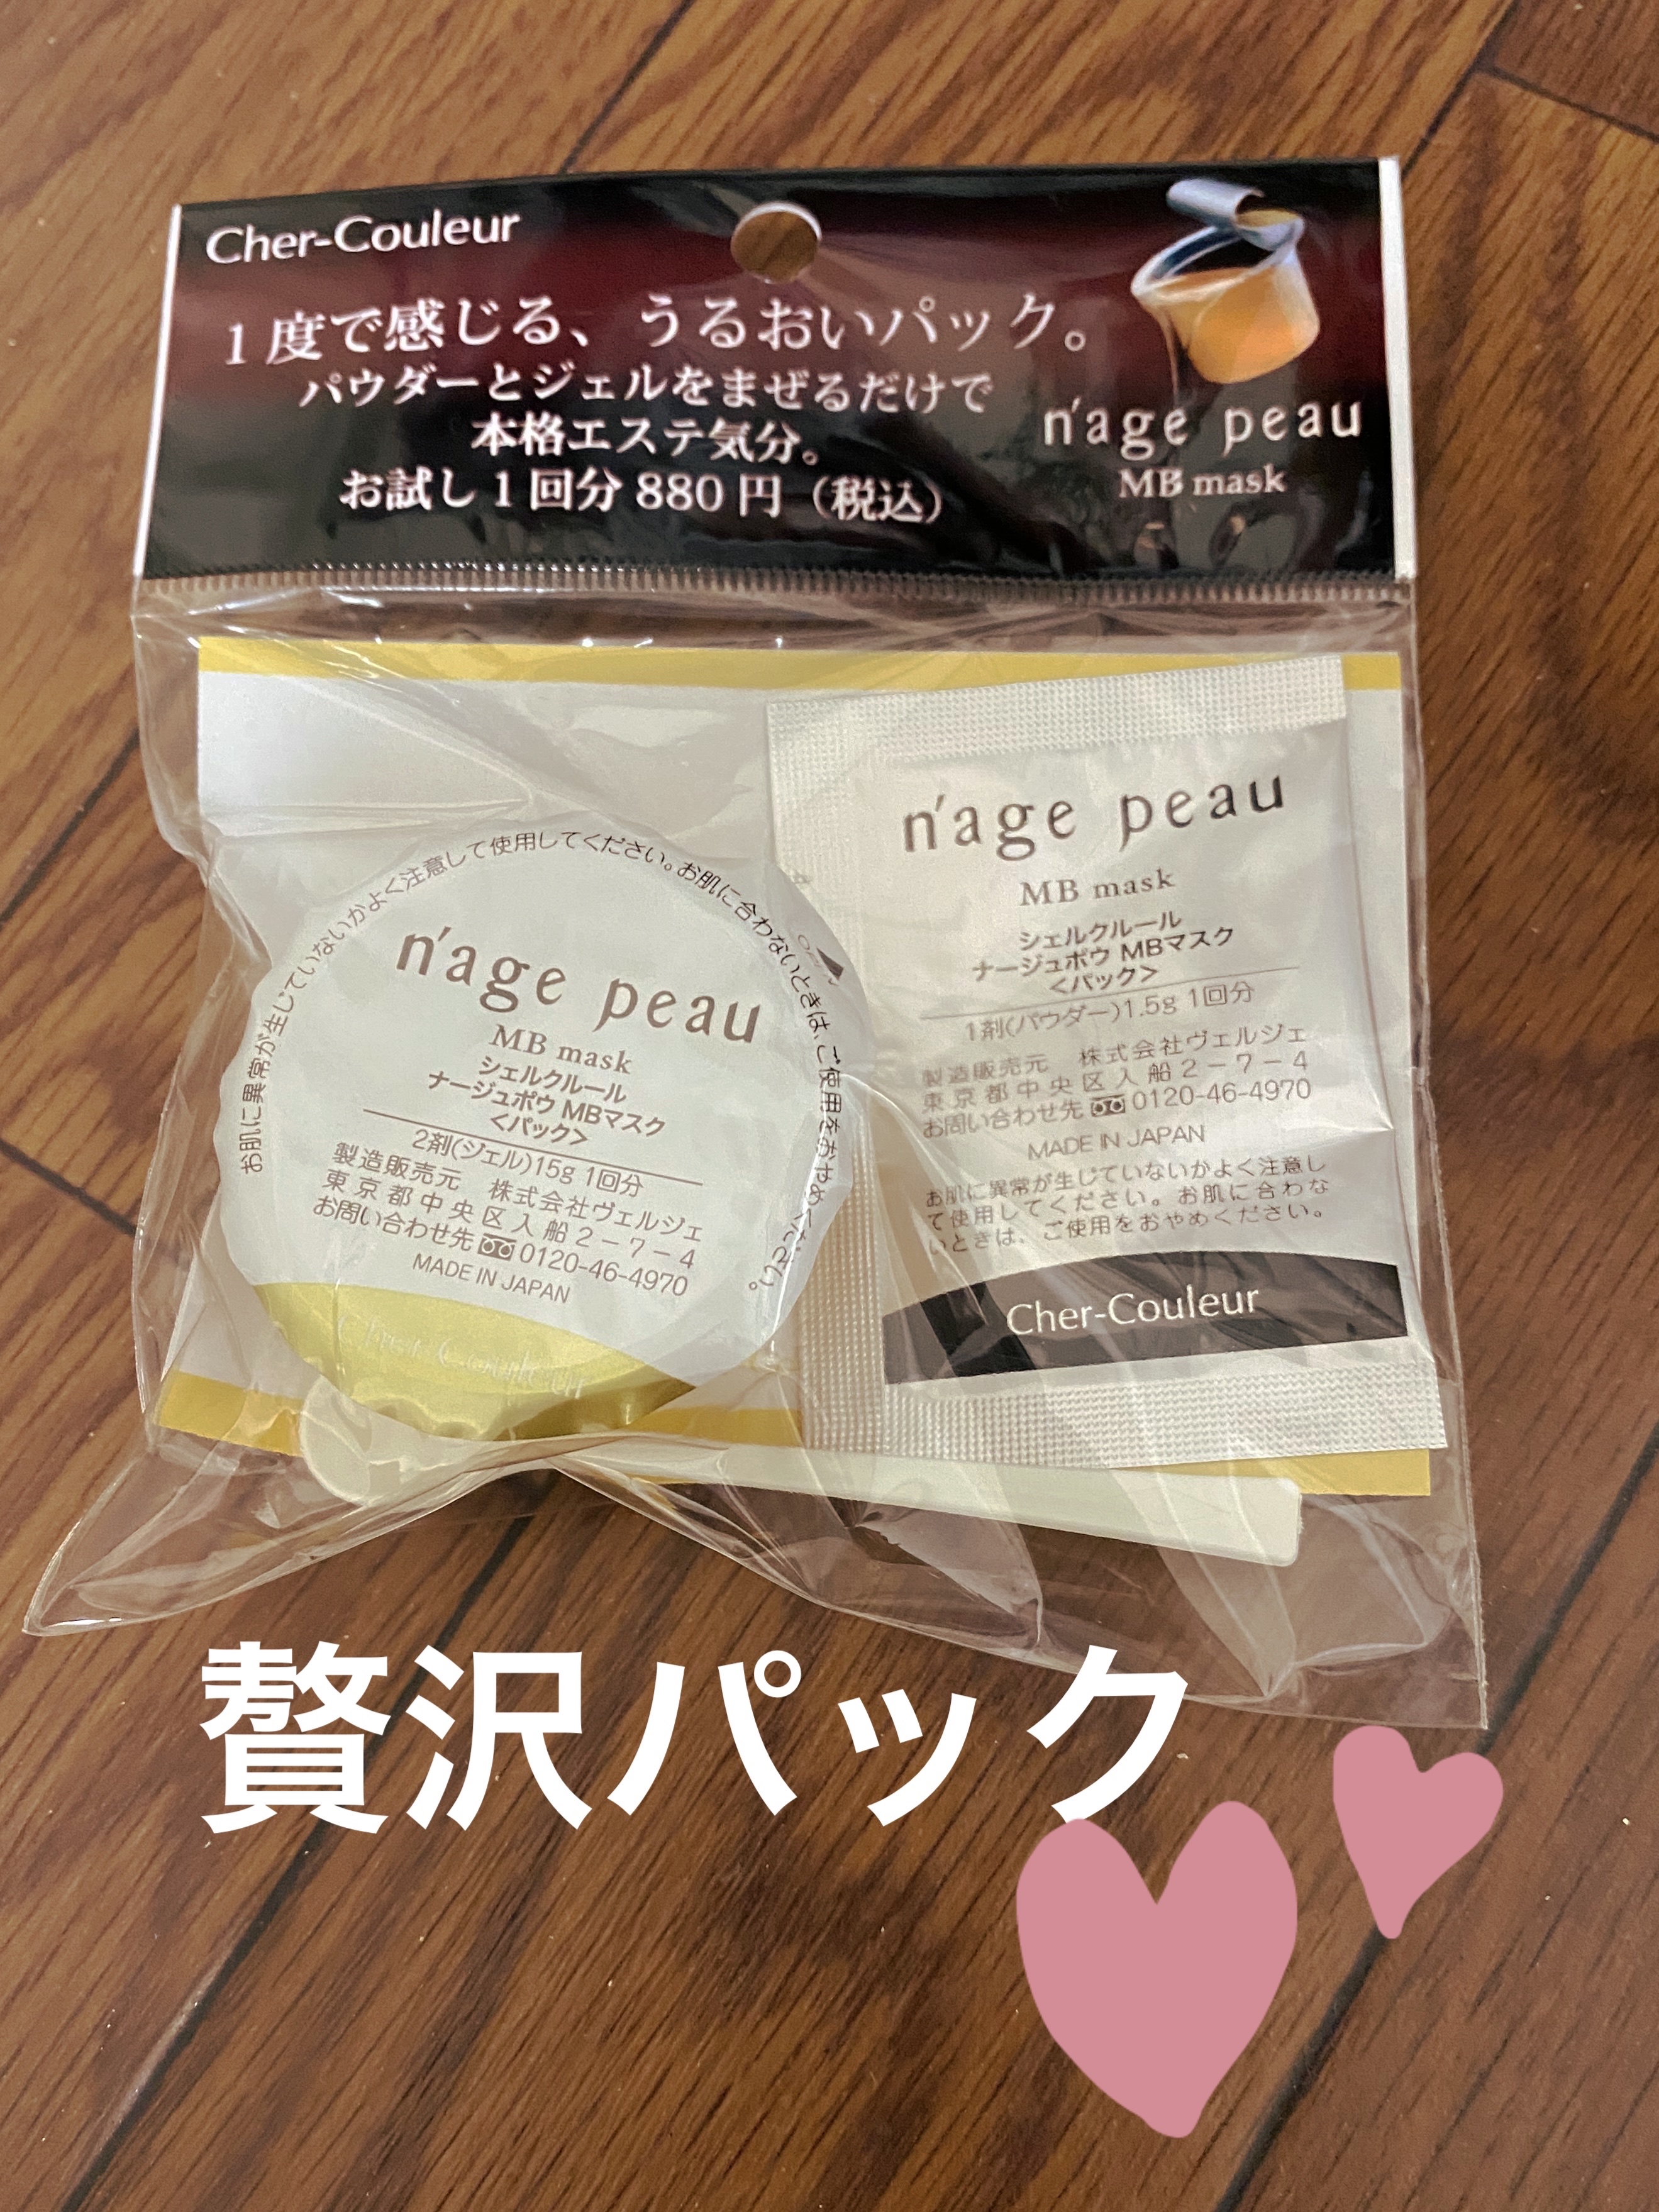 Cher-Couleur
1度で感じる、うるおいパック。
パウダーとジェルをまぜるだけで
本格エステ気分。
お試し1回分 880円（税込）
n'age peau
MB mask
お肌に異常が生じていないかよく注意して使用してください。お肌に合わないときは、ご使用をおやめください。
n'age peau
MB mask
シェルクルール
ナージュポウ MBマスク
<パック>
2剤(ジェル)15g 1回分
製造販売元 株式会社ヴェルジェ
東京都中央区入船2-7-4
お問い合わせ先 0120-46-4970
MADE IN JAPAN
Cher-Couleur
n'age peau
MB mask
シェルクルール
ナージュポウ MBマスク
<パック>
1剤(パウダー)1.5g 1回分
製造販売元 株式会社ヴェルジェ
東京都中央区入船2-7-4
お問い合わせ先 0120-46-4970
MADE IN JAPAN
お肌に異常が生じていないかよく注意し
て使用してください。お肌に合わな
いときは、ご使用をおやめください。
Cher-Couleur
贅沢パック